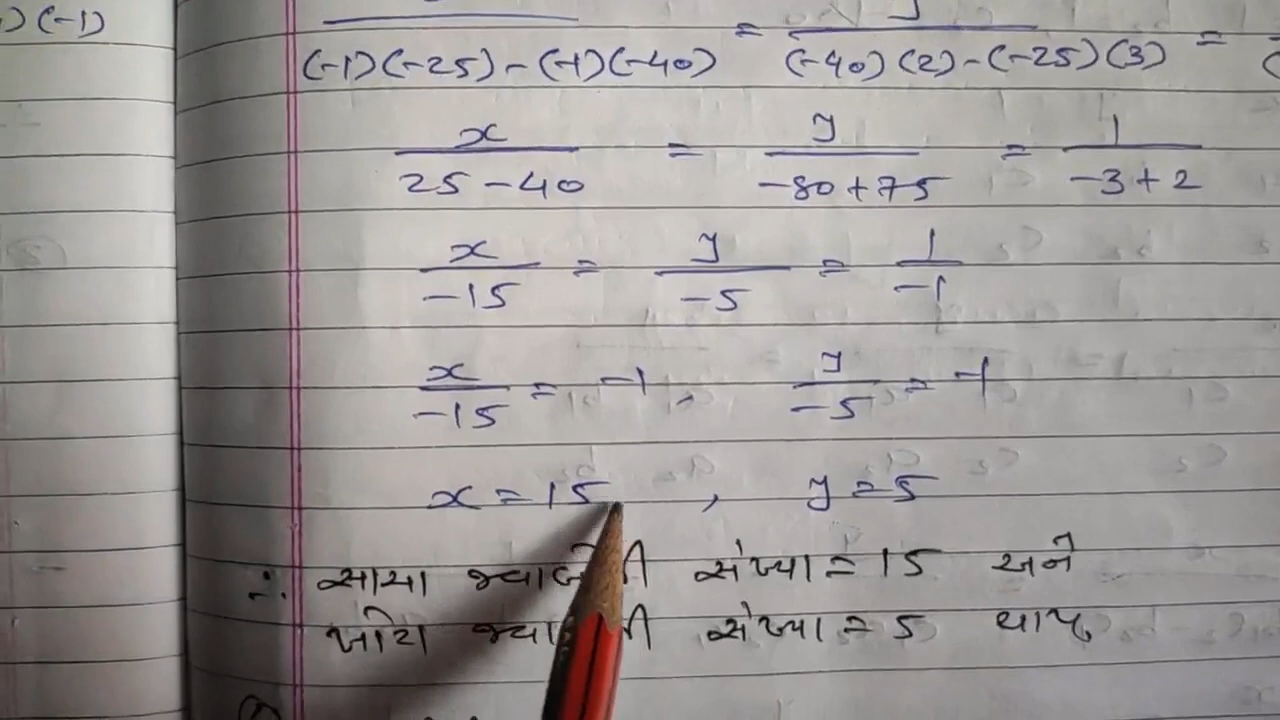 )(-1)
(-1)(-25)-(-1)(-40) = (-40)(2)-(-25)(3) =
x/(25-40) = y/(-80+75) = 1/(-3+2)
x/-15 = y/-5 = 1/-1
x/-15 = -1, y/-5 = -1
x = 15 , y = 5
∴ સાચા સંખ્યા = 15 અને
ખોટા સંખ્યા = 5 થાય